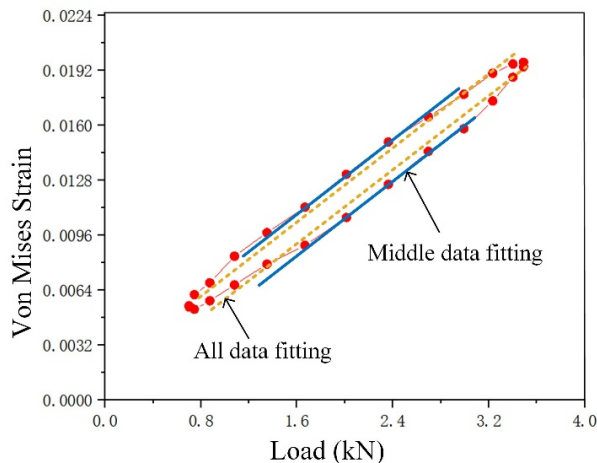 0.0224
0.0192
0.0160
0.0128
0.0096
0.0064
0.0032
0.0000
Von Mises Strain
Middle data fitting
All data fitting
0.0 0.8 1.6 2.4 3.2 4.0
Load (kN)